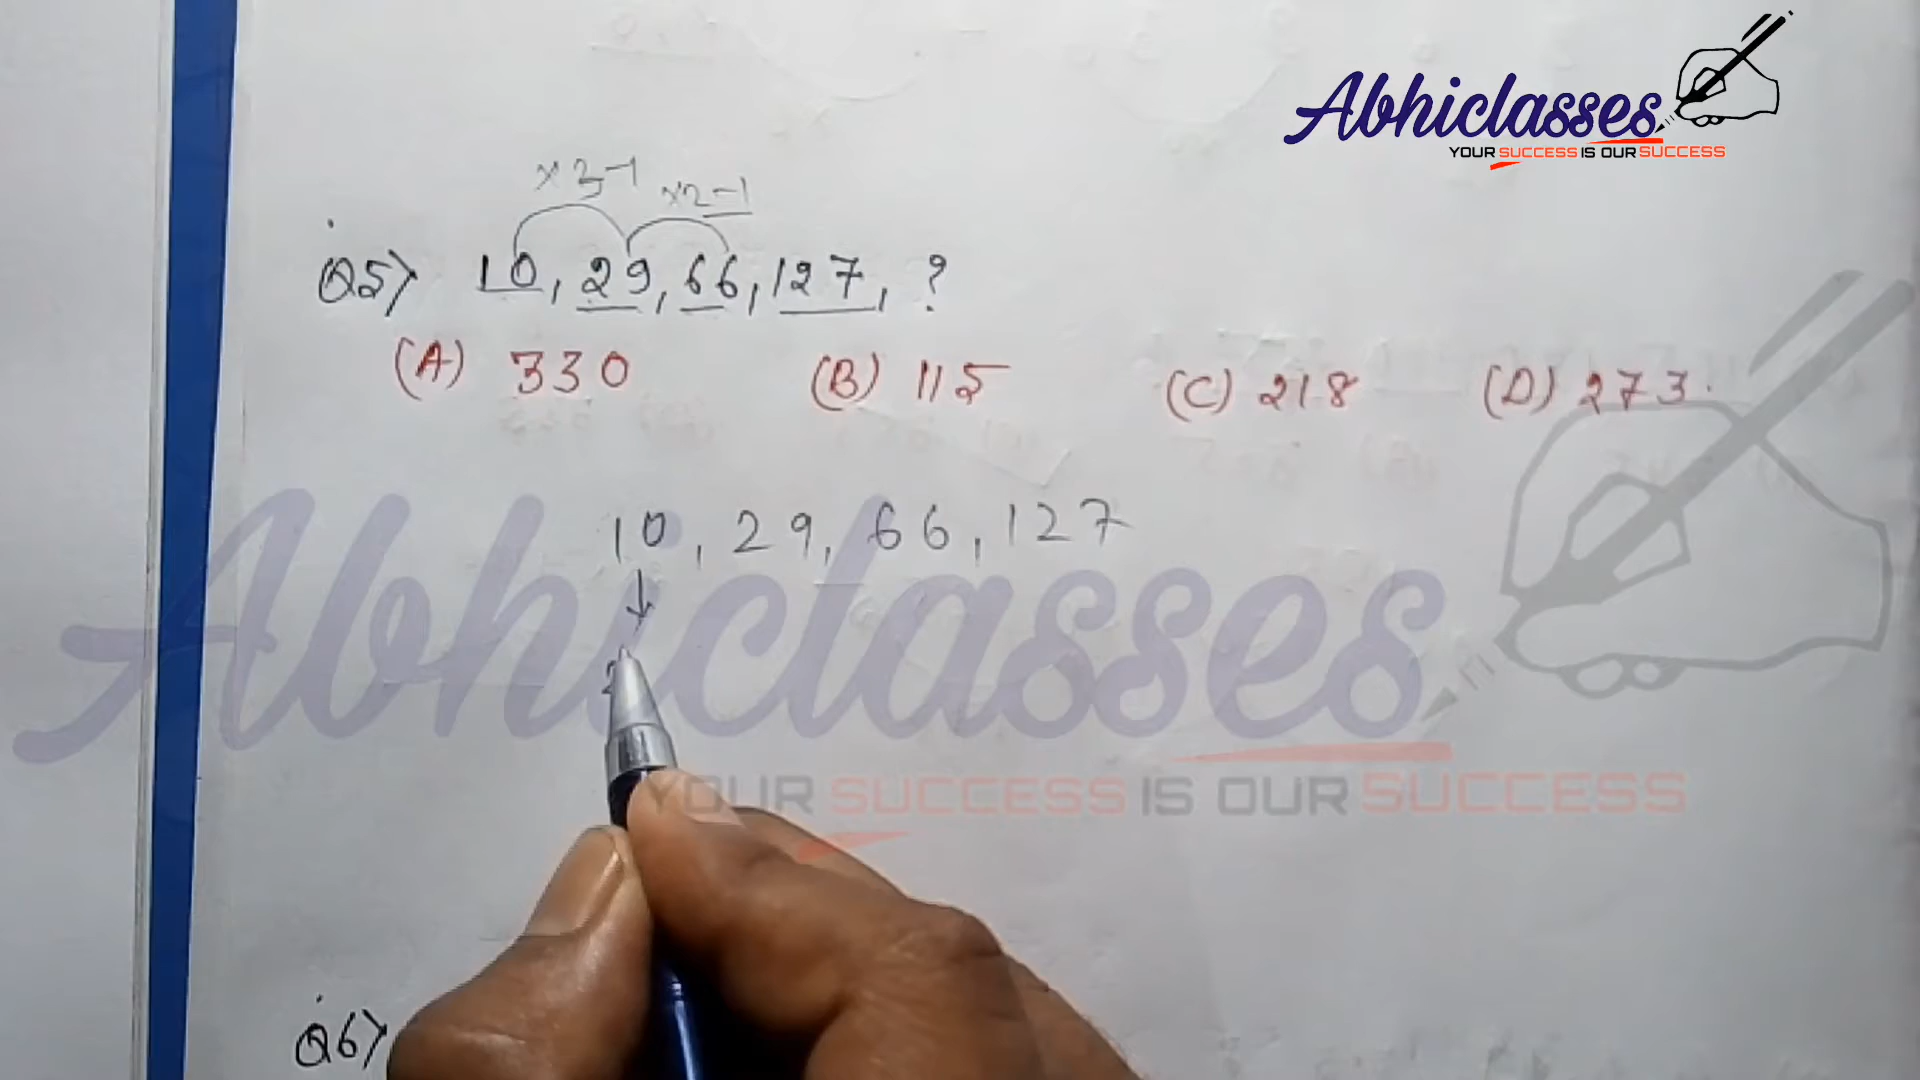 Abhiclasses
YOUR SUCCESS IS OUR SUCCESS
×3-1 ×2-1
Q5> 10, 29, 66, 127, ?
(A) 330 (B) 115 (C) 218 (D) 273.
10, 29, 66, 127
Abhiclasses
2
YOUR SUCCESS IS OUR SUCCESS
Q6>